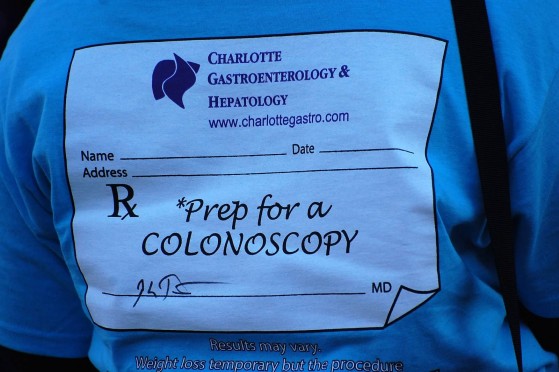 CHARLOTTE
GASTROENTEROLOGY &
HEPATOLOGY
www.charlottegastro.com
Name Date
Address
Rx
*Prep for a
COLONOSCOPY
MD
Results may vary.
Weight loss temporary but the procedure